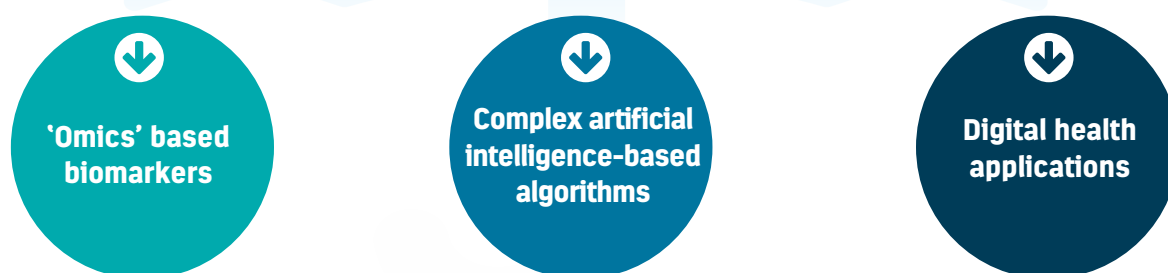 ‘Omics’ based
biomarkers
Complex artificial
intelligence-based
algorithms
Digital health
applications